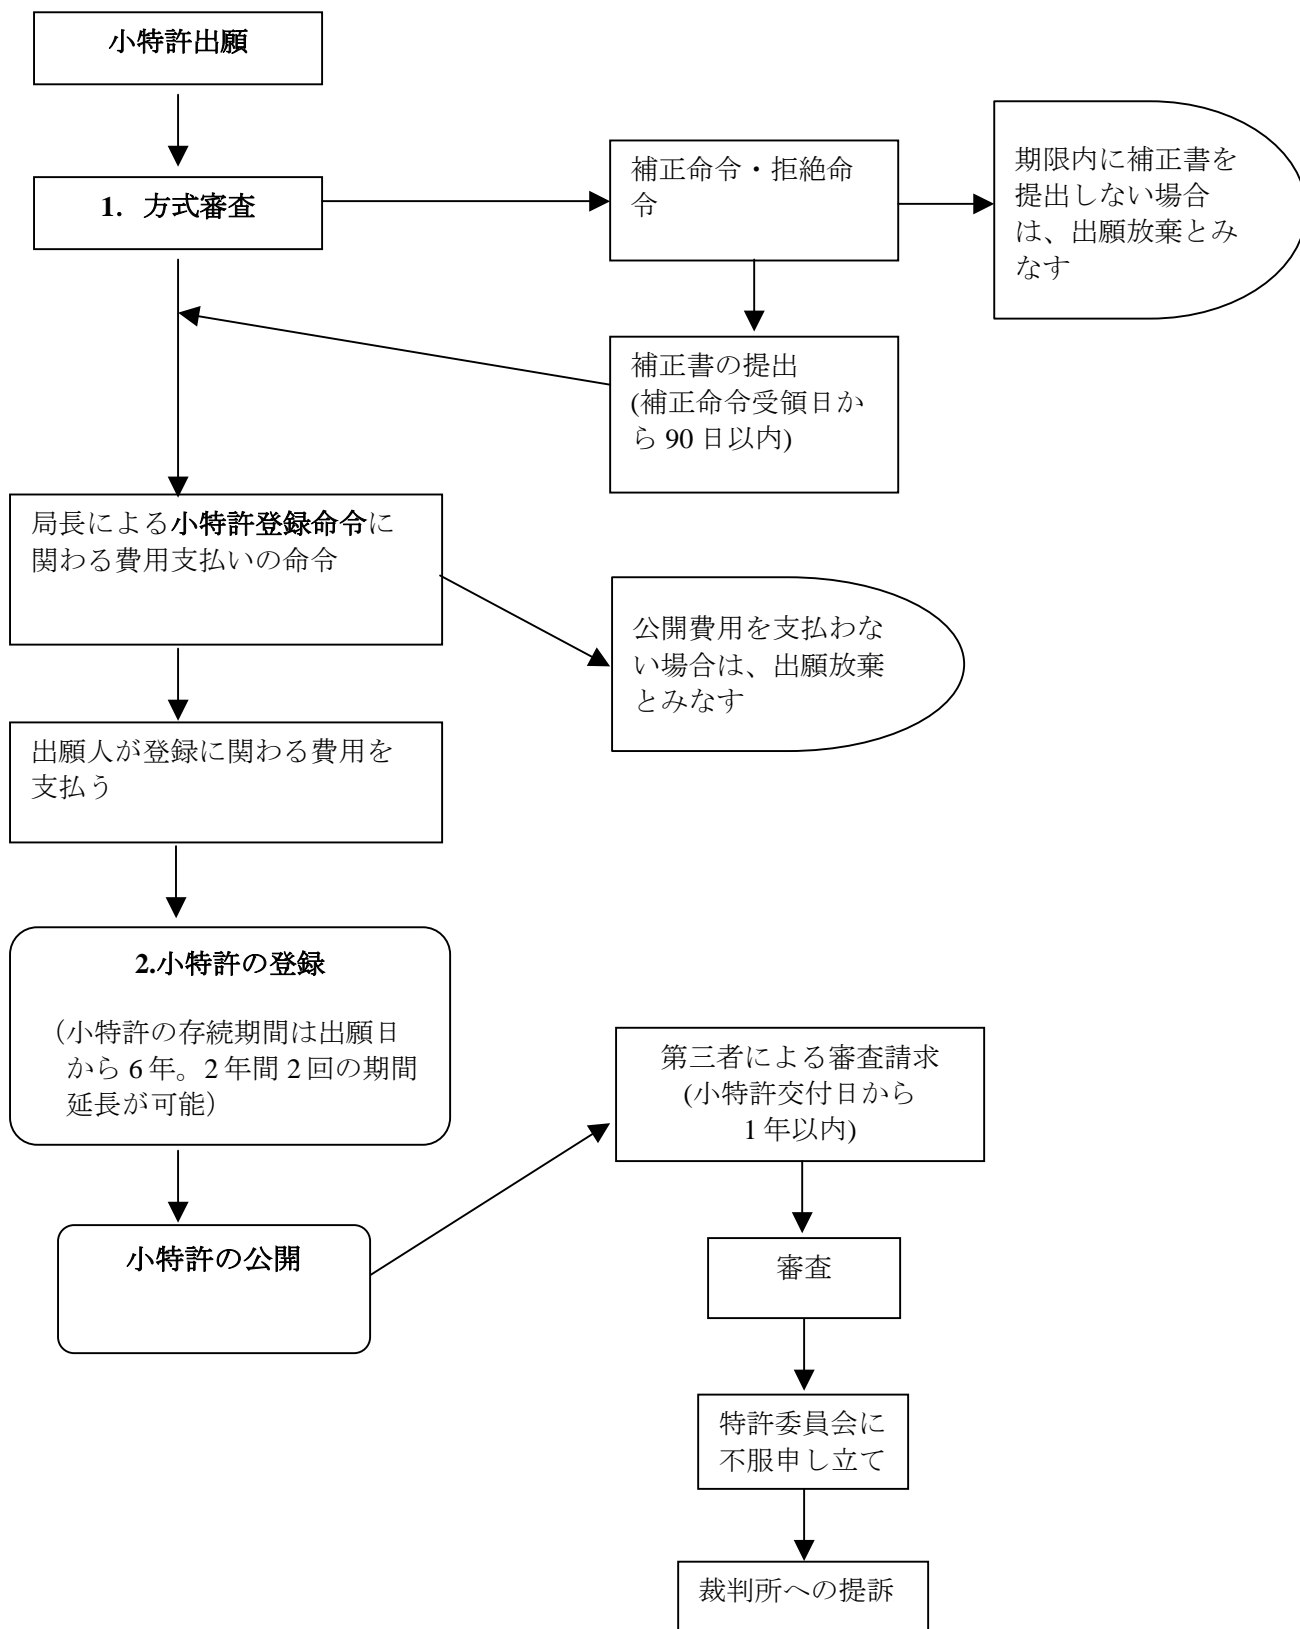 小特許出願
1. 方式審査
補正命令・拒絶命
令
期限内に補正書を
提出しない場合
は、出願放棄とみ
なす
補正書の提出
(補正命令受領日か
ら 90 日以内)
局長による小特許登録命令に
関わる費用支払いの命令
公開費用を支払わな
い場合は、出願放棄
とみなす
出願人が登録に関わる費用を
支払う
2.小特許の登録
（小特許の存続期間は出願日
から 6 年。2 年間 2 回の期間
延長が可能）
小特許の公開
第三者による審査請求
(小特許交付日から
1 年以内)
審査
特許委員会に
不服申し立て
裁判所への提訴